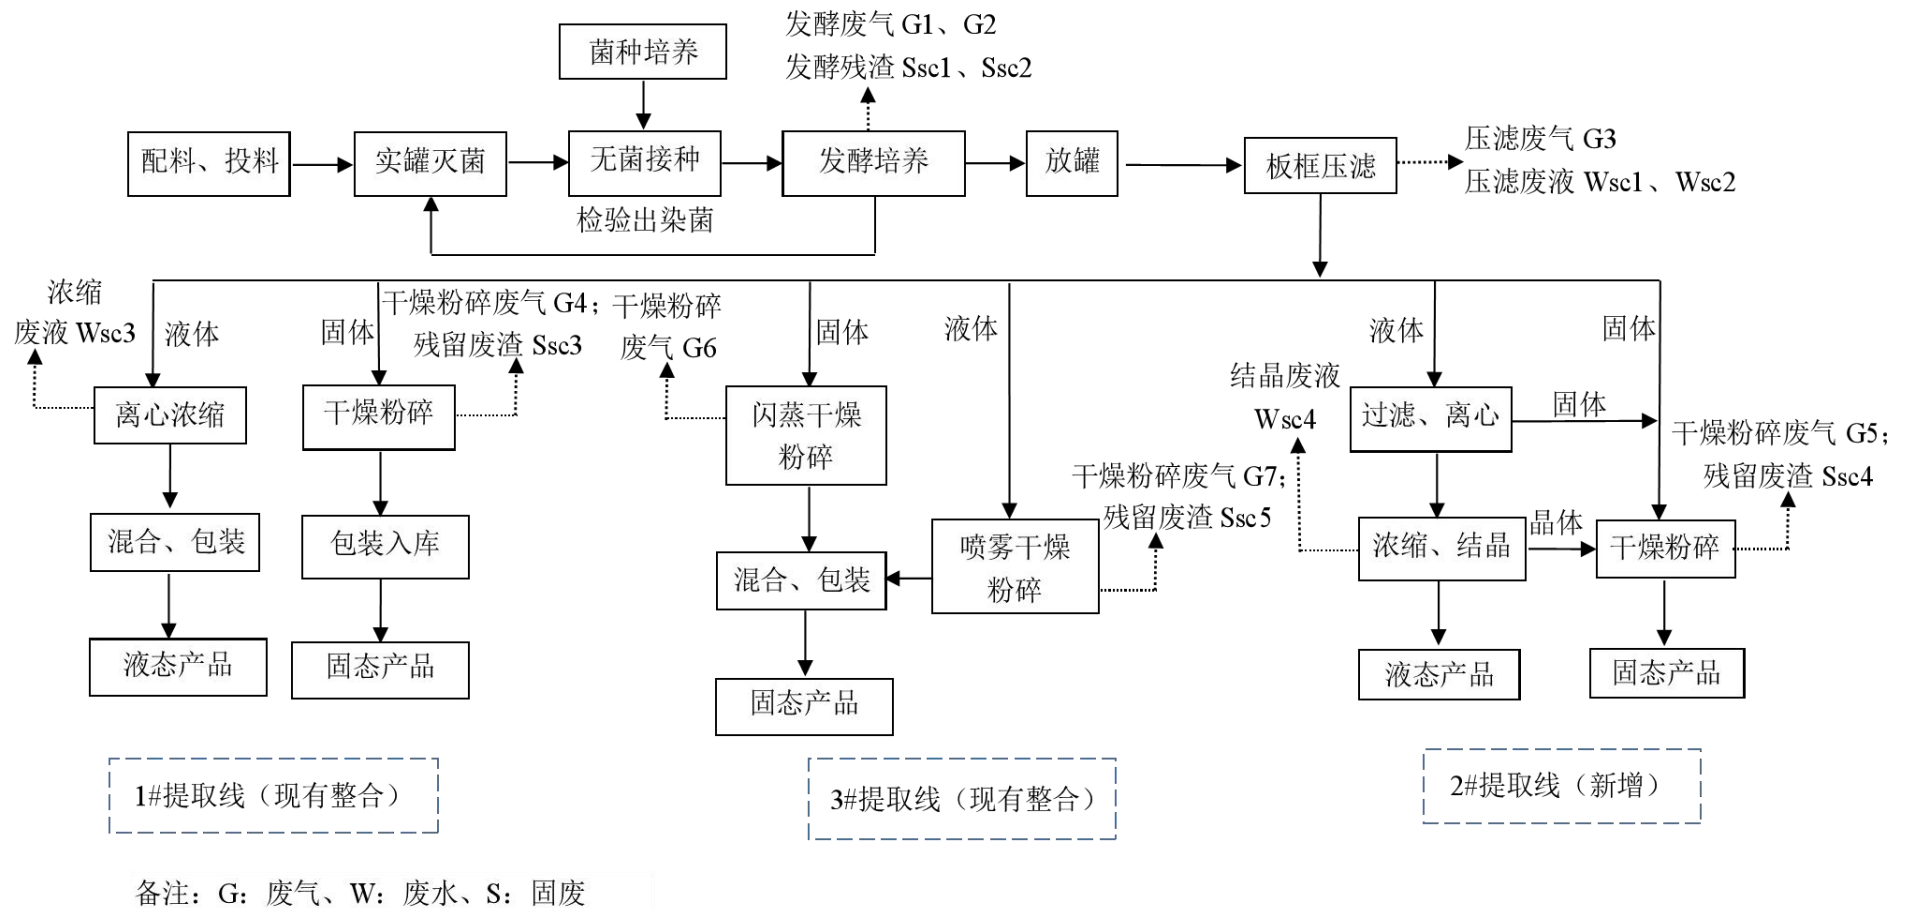 发酵废气 G1、G2
发酵残渣 Ssc1、Ssc2
菌种培养
配料、投料
实罐灭菌
无菌接种
发酵培养
放罐
板框压滤
压滤废气 G3
压滤废液 Wsc1、Wsc2
检验出染菌
浓缩
废液 Wsc3
液体
固体
干燥粉碎废气 G4；
残留废渣 Ssc3
干燥粉碎
废气 G6
固体
液体
液体
固体
结晶废液
Wsc4
离心浓缩
干燥粉碎
闪蒸干燥
粉碎
过滤、离心
固体
干燥粉碎废气 G5；
残留废渣 Ssc4
干燥粉碎废气 G7；
残留废渣 Ssc5
混合、包装
包装入库
混合、包装
喷雾干燥
粉碎
浓缩、结晶
晶体
干燥粉碎
液态产品
固态产品
固态产品
液态产品
固态产品
1#提取线（现有整合）
3#提取线（现有整合）
2#提取线（新增）
备注：G：废气、W：废水、S：固废